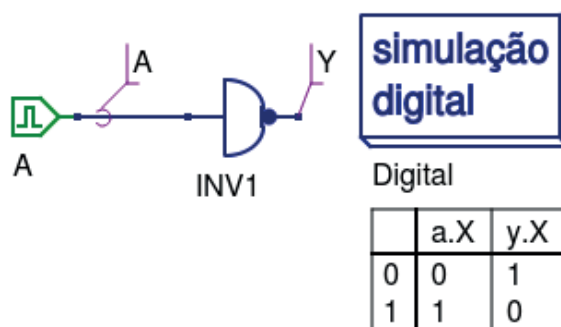 A
Y
simulação
digital
A
INV1
Digital
a.X y.X
0 0 1
1 1 0